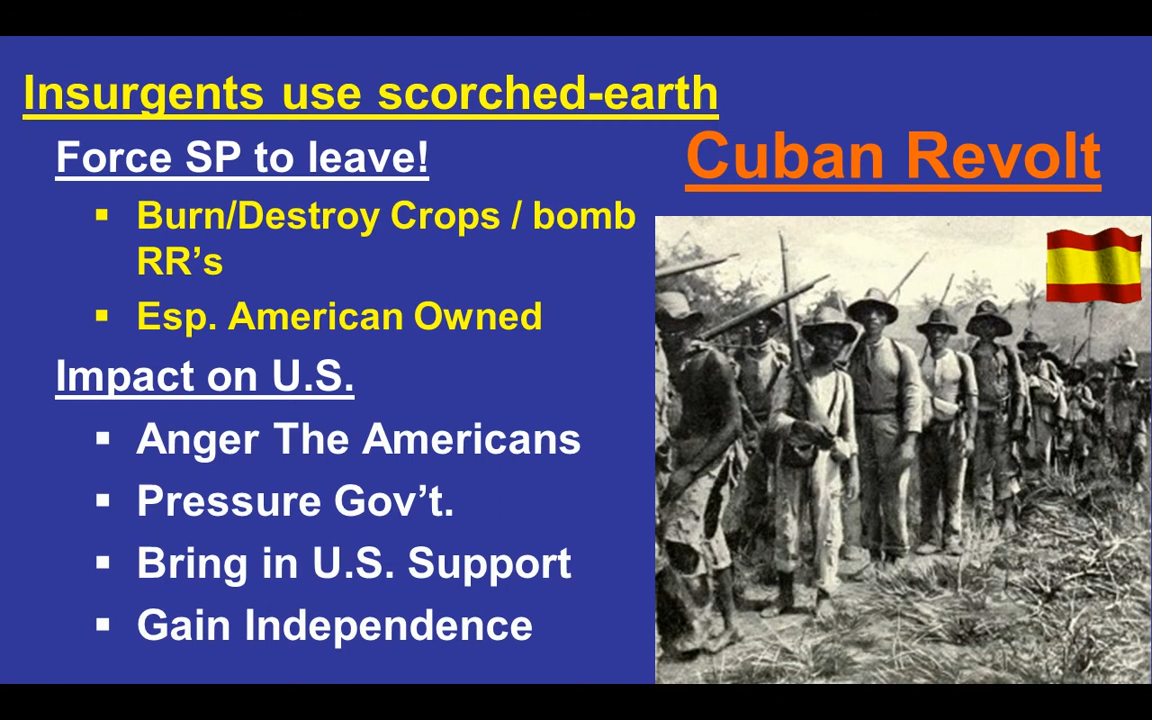 Insurgents use scorched-earth
Cuban Revolt
Force SP to leave!
Burn/Destroy Crops / bomb
RR’s
Esp. American Owned
Impact on U.S.
Anger The Americans
Pressure Gov’t.
Bring in U.S. Support
Gain Independence